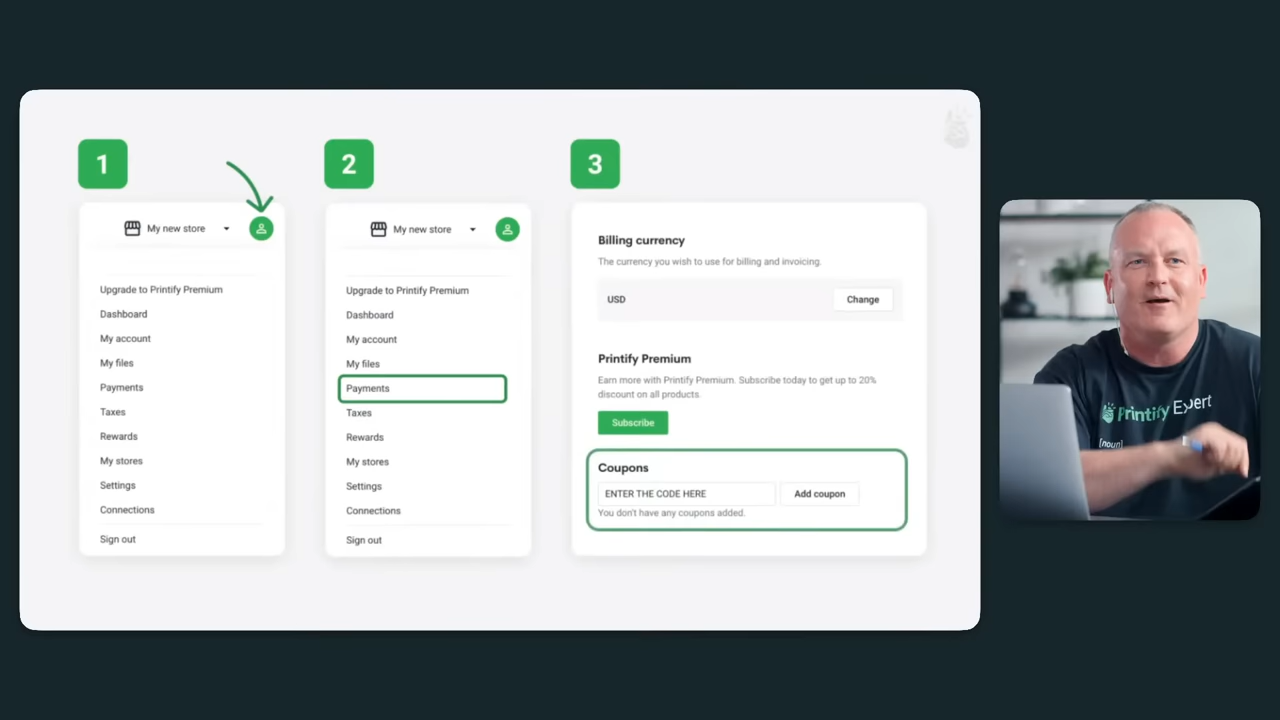 1
My new store
Upgrade to Printify Premium
Dashboard
My account
My files
Payments
Taxes
Rewards
My stores
Settings
Connections
Sign out
2
My new store
Upgrade to Printify Premium
Dashboard
My account
My files
Payments
Taxes
Rewards
My stores
Settings
Connections
Sign out
3
Billing currency
The currency you wish to use for billing and invoicing.
USD
Change
Printify Premium
Earn more with Printify Premium. Subscribe today to get up to 20%
discount on all products.
Subscribe
Coupons
ENTER THE CODE HERE
Add coupon
You don't have any coupons added.
Printify Expert
[noun]